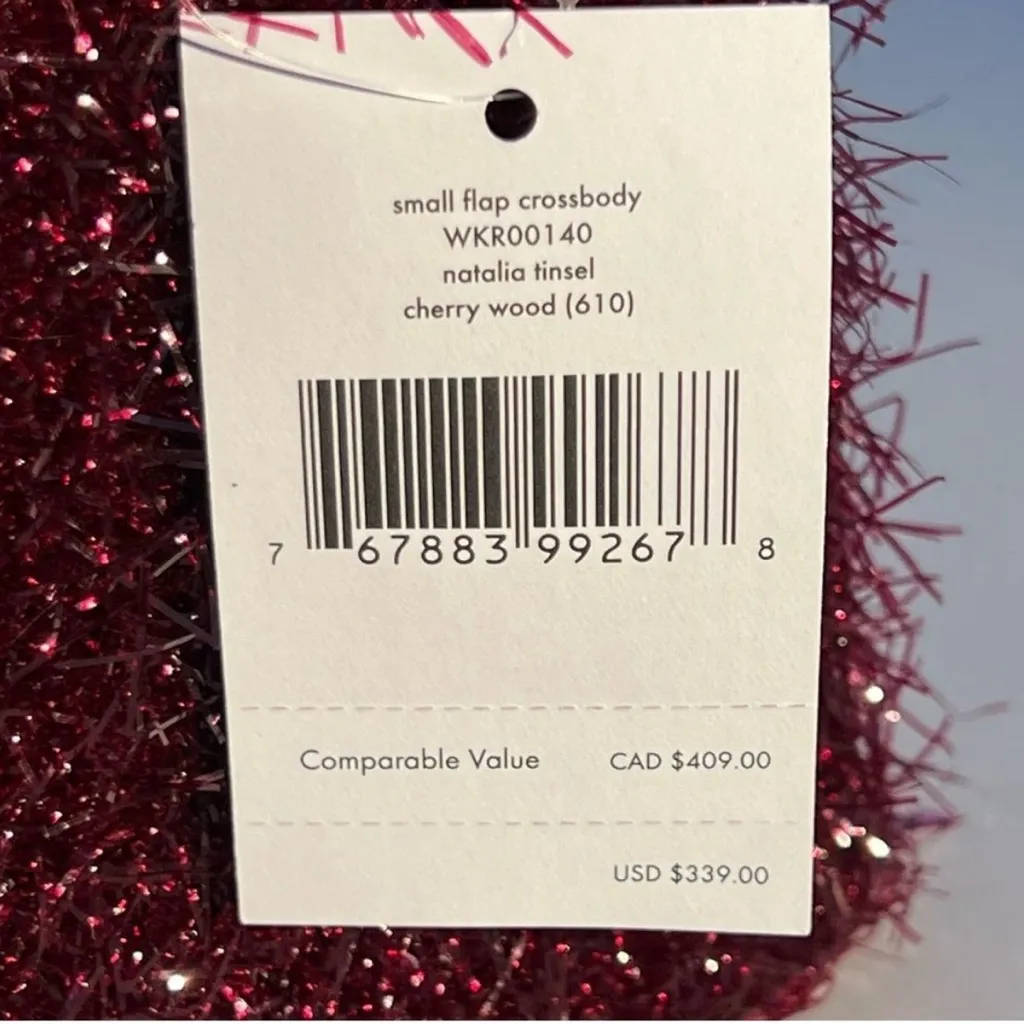 small flap crossbody
WKR00140
natalia tinsel
cherry wood (610)
7 67883 99267 8
Comparable Value CAD $409.00
USD $339.00